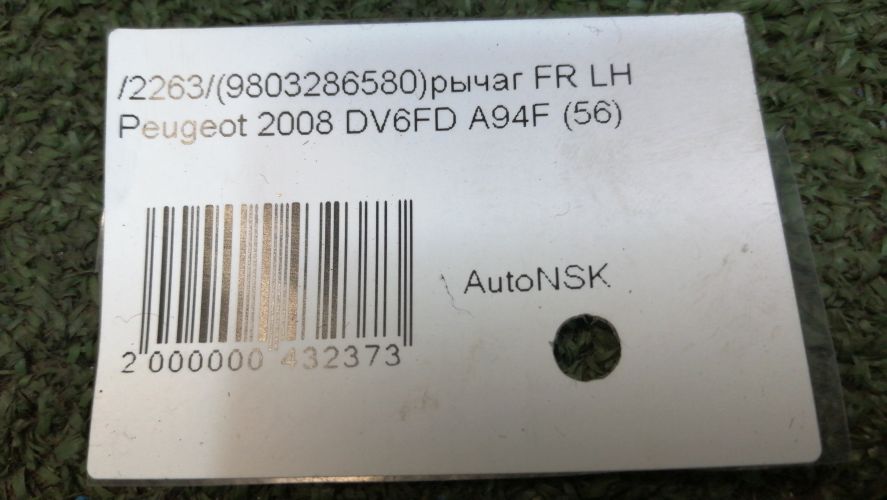 /2263/(9803286580)рычаг FR LH
Peugeot 2008 DV6FD A94F (56)
AutoNSK
2 000000 432373